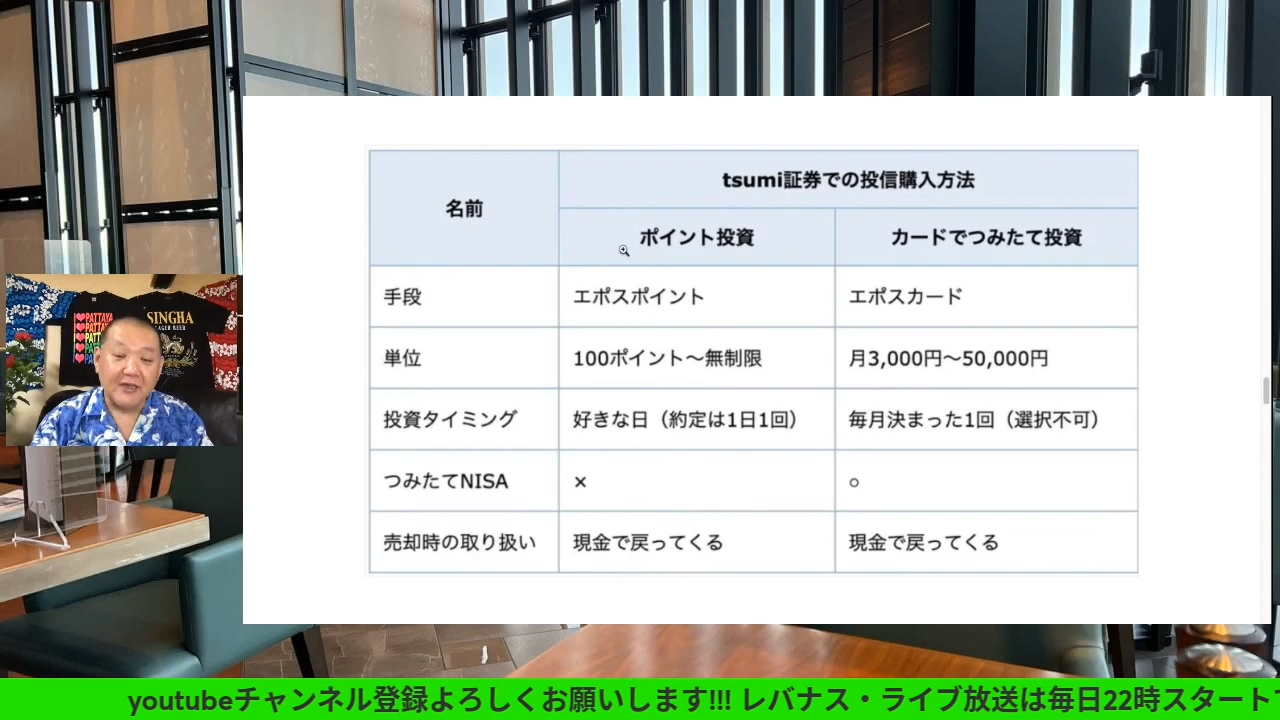 名前
tsumi証券での投信購入方法
ポイント投資
カードでつみたて投資
手段
エポスポイント
エポスカード
単位
100ポイント〜無制限
月3,000円〜50,000円
投資タイミング
好きな日（約定は1日1回）
毎月決まった1回（選択不可）
つみたてNISA
×
○
売却時の取り扱い
現金で戻ってくる
現金で戻ってくる
PATTAYA
SINGHA
LAGER BEER
youtubeチャンネル登録よろしくお願いします!!! レバナス・ライブ放送は毎日22時スタート